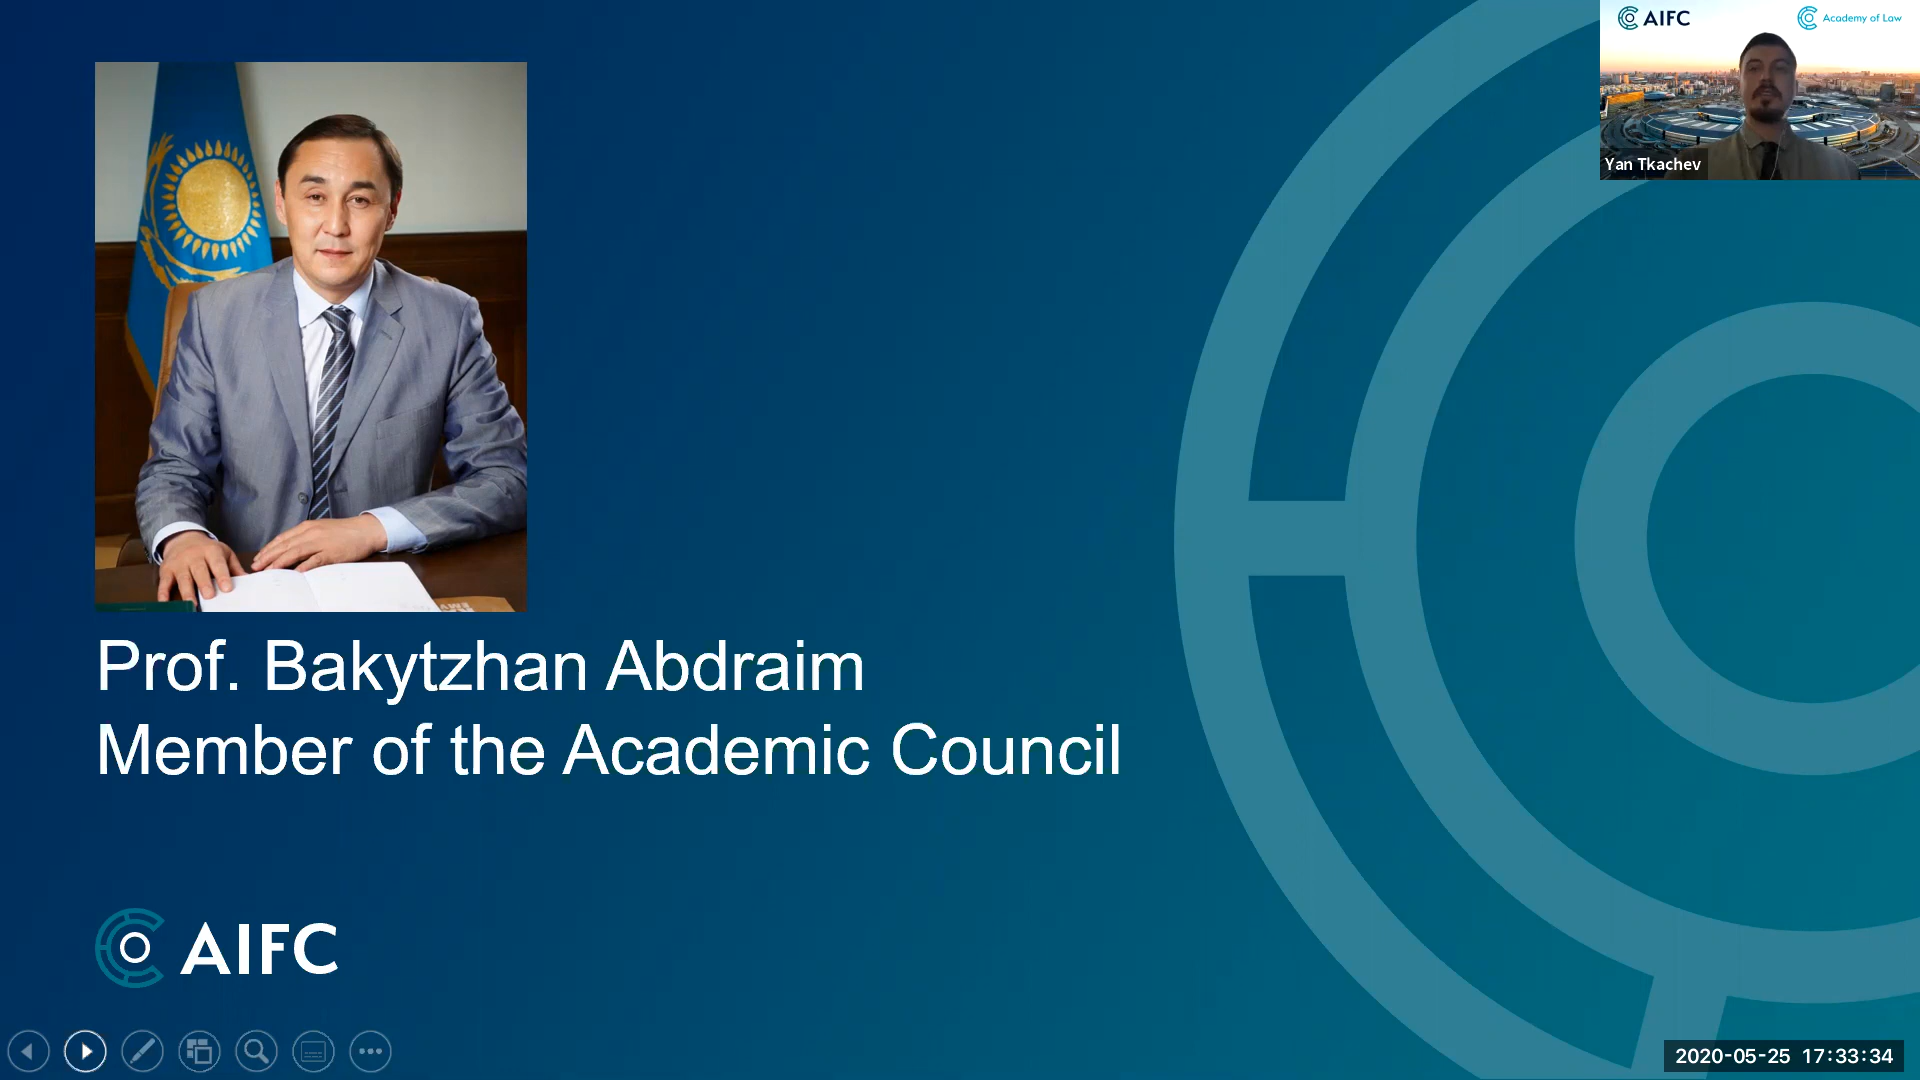 AIFC
Academy of Law
Yan Tkachev
Prof. Bakytzhan Abdraim
Member of the Academic Council
AIFC
2020-05-25 17:33:34